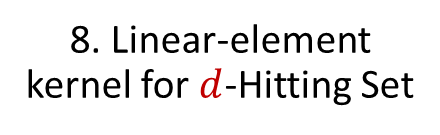 8. Linear-element
kernel for d-Hitting Set